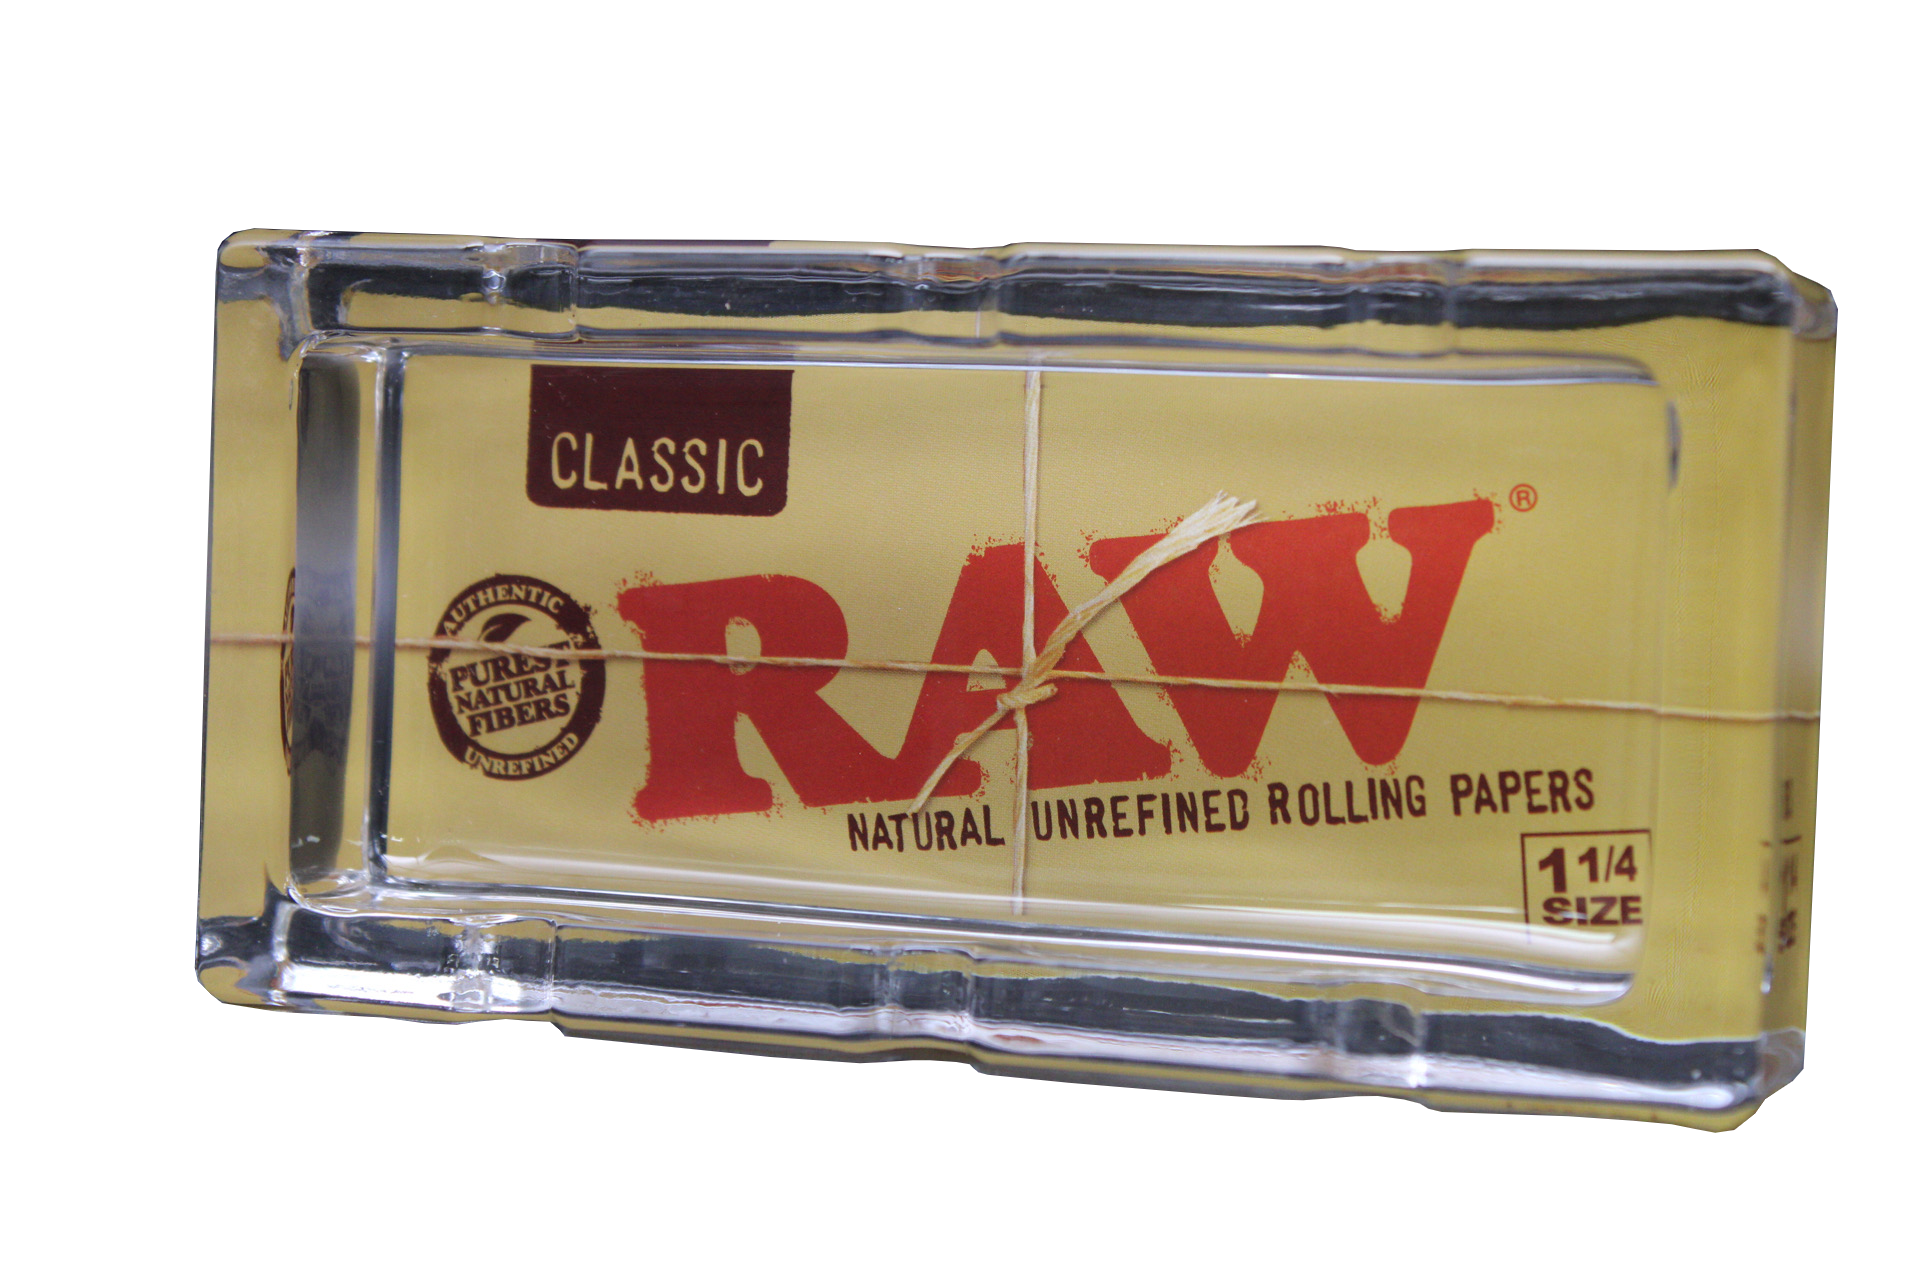 CLASSIC
RAW®
AUTHENTIC
PUREST
NATURAL
FIBERS
UNREFINED
NATURAL UNREFINED ROLLING PAPERS
1 1/4
SIZE